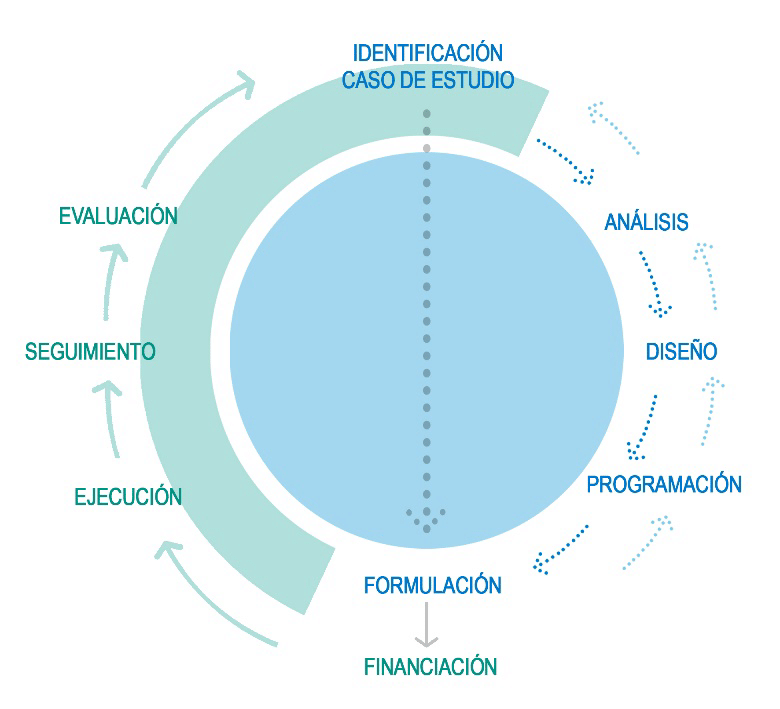 IDENTIFICACIÓN
CASO DE ESTUDIO
EVALUACIÓN
ANÁLISIS
SEGUIMIENTO
DISEÑO
EJECUCIÓN
PROGRAMACIÓN
FORMULACIÓN
FINANCIACIÓN